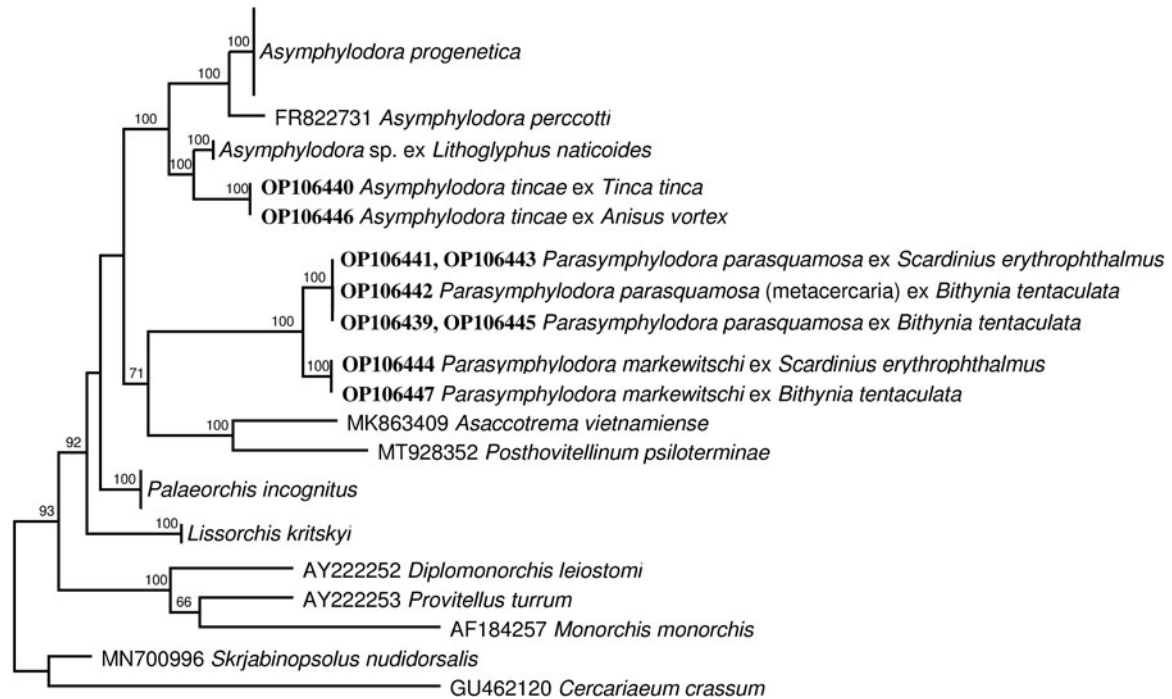 100
Asymphylodora progenetica
100
FR822731 Asymphylodora perccotti
100
100
Asymphylodora sp. ex Lithoglyphus naticoides
100
100
OP106440 Asymphylodora tincae ex Tinca tinca
OP106446 Asymphylodora tincae ex Anisus vortex
OP106441, OP106443 Parasymphylodora parasquamosa ex Scardinius erythrophthalmus
100
OP106442 Parasymphylodora parasquamosa (metacercaria) ex Bithynia tentaculata
100
OP106439, OP106445 Parasymphylodora parasquamosa ex Bithynia tentaculata
100
OP106444 Parasymphylodora markewitschi ex Scardinius erythrophthalmus
71
OP106447 Parasymphylodora markewitschi ex Bithynia tentaculata
MK863409 Asaccotrema vietnamiense
100
92
MT928352 Posthovitellinum psiloterminae
100
Palaeorchis incognitus
93
100
Lissorchis kritskyi
AY222252 Diplomonorchis leiostomi
100
AY222253 Provitellus turrum
66
AF184257 Monorchis monorchis
MN700996 Skrjabinopsolus nudidorsalis
GU462120 Cercariaeum crassum